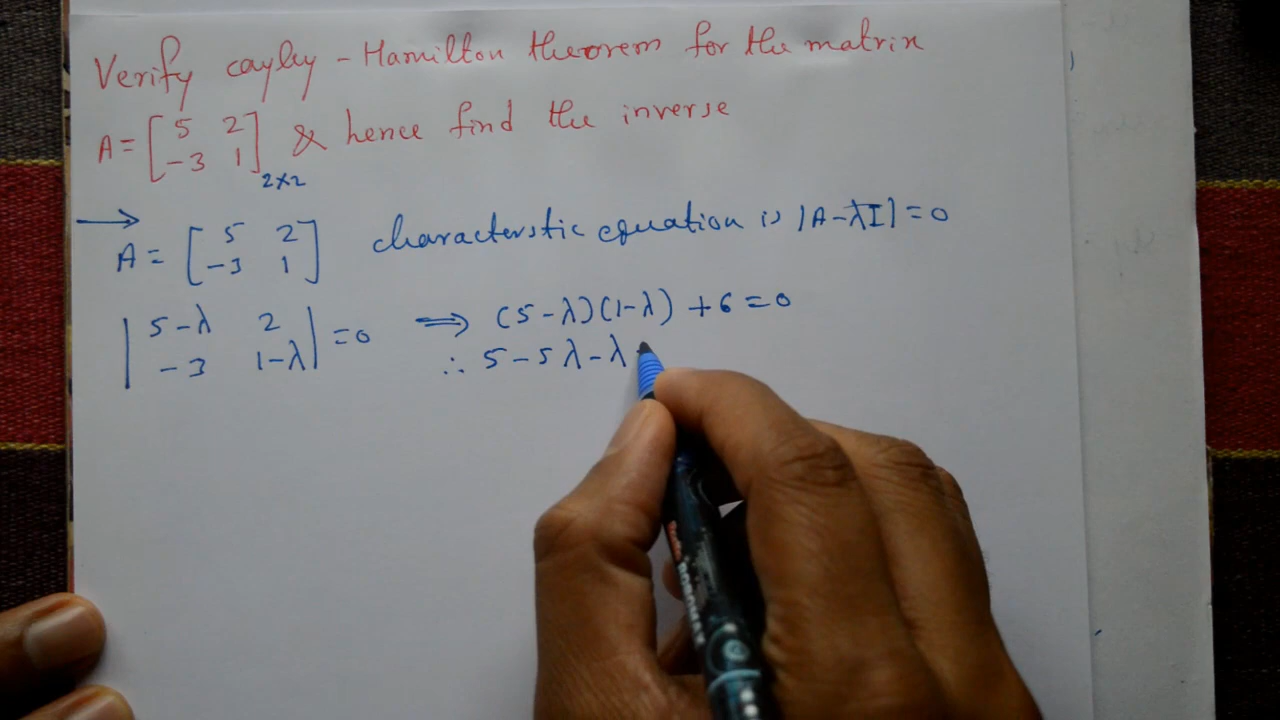 Verify cayley - Hamilton theorem for the matrix
A = [5 2
-3 1] 2×2 & hence find the inverse
→
A = [5 2
-3 1] characterstic equation is |A-λI| = 0
|5-λ 2
-3 1-λ| = 0 ⟹ (5-λ)(1-λ) + 6 = 0
∴ 5 - 5λ - λ